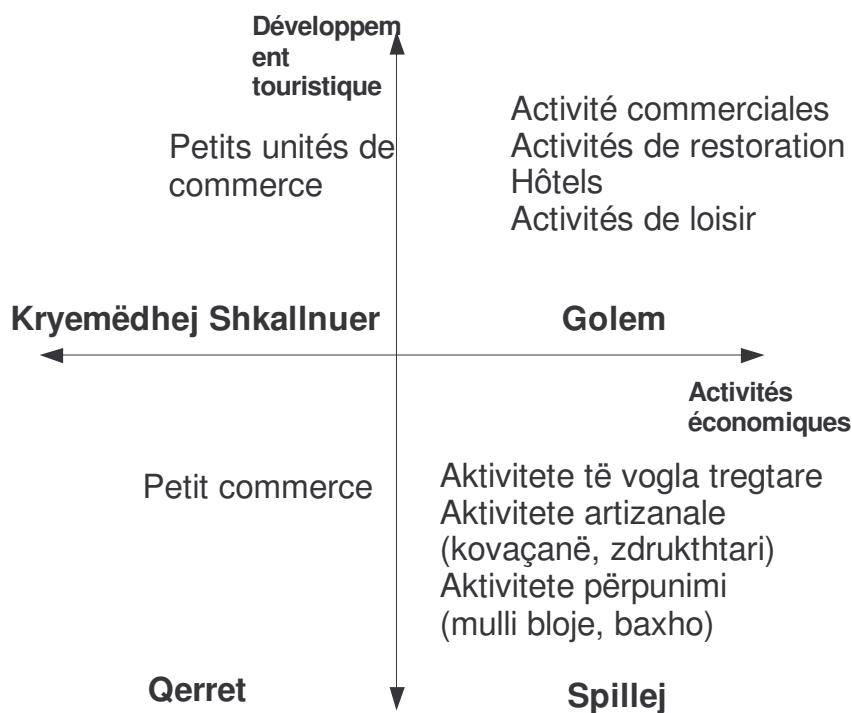 Développem
ent
touristique
Petits unités de
commerce
Activité commerciales
Activités de restoration
Hôtels
Activités de loisir
Kryemëdhej Shkallnuer
Golem
Activités
économiques
Petit commerce
Aktivitete të vogla tregtare
Aktivitete artizanale
(kovaçanë, zdrukthtari)
Aktivitete përpunimi
(mulli bloje, baxho)
Qerret
Spillej